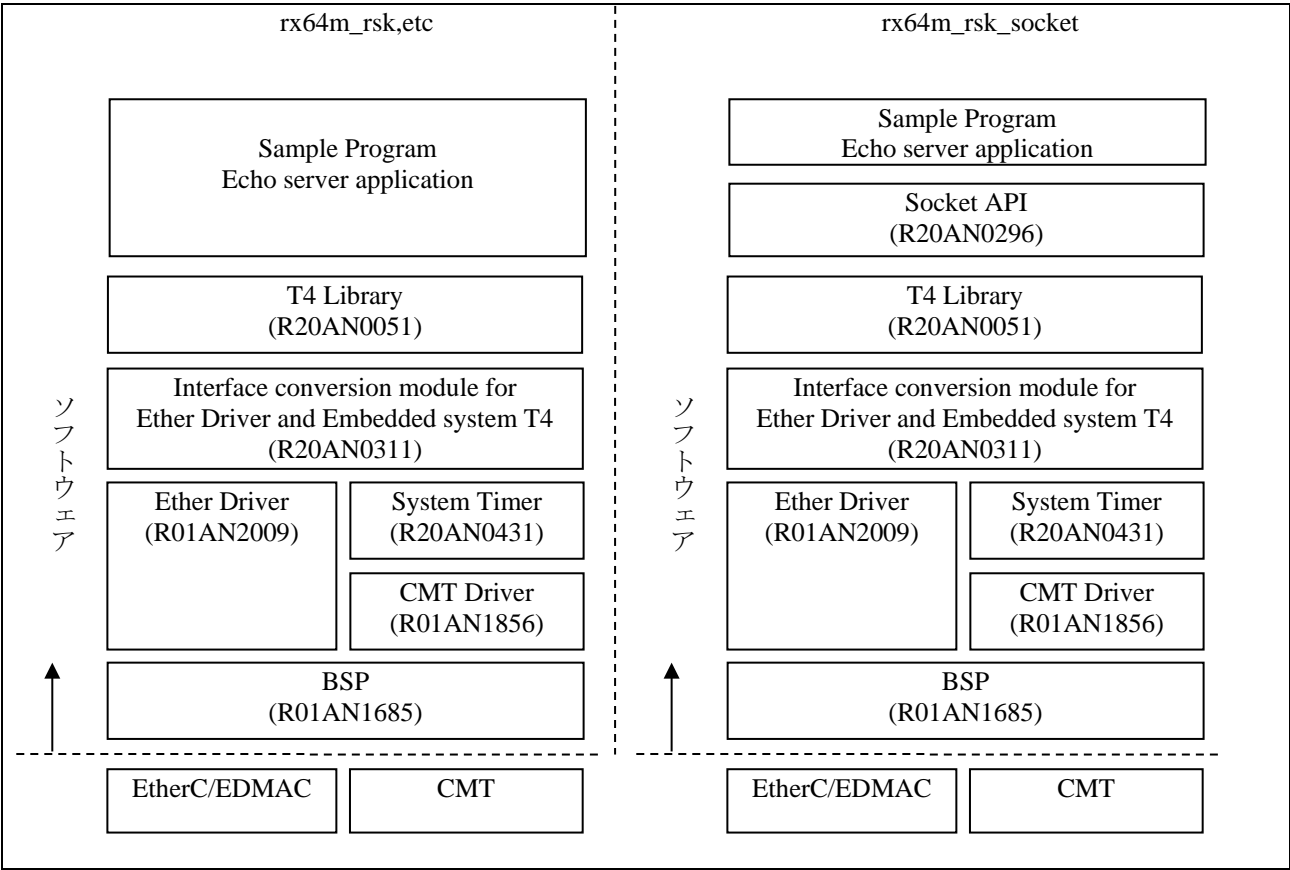 rx64m_rsk,etc
Sample Program
Echo server application
T4 Library
(R20AN0051)
Interface conversion module for
Ether Driver and Embedded system T4
(R20AN0311)
Ether Driver
(R01AN2009)
System Timer
(R20AN0431)
CMT Driver
(R01AN1856)
BSP
(R01AN1685)
ソフトウェア
EtherC/EDMAC
CMT
rx64m_rsk_socket
Sample Program
Echo server application
Socket API
(R20AN0296)
T4 Library
(R20AN0051)
Interface conversion module for
Ether Driver and Embedded system T4
(R20AN0311)
Ether Driver
(R01AN2009)
System Timer
(R20AN0431)
CMT Driver
(R01AN1856)
BSP
(R01AN1685)
ソフトウェア
EtherC/EDMAC
CMT